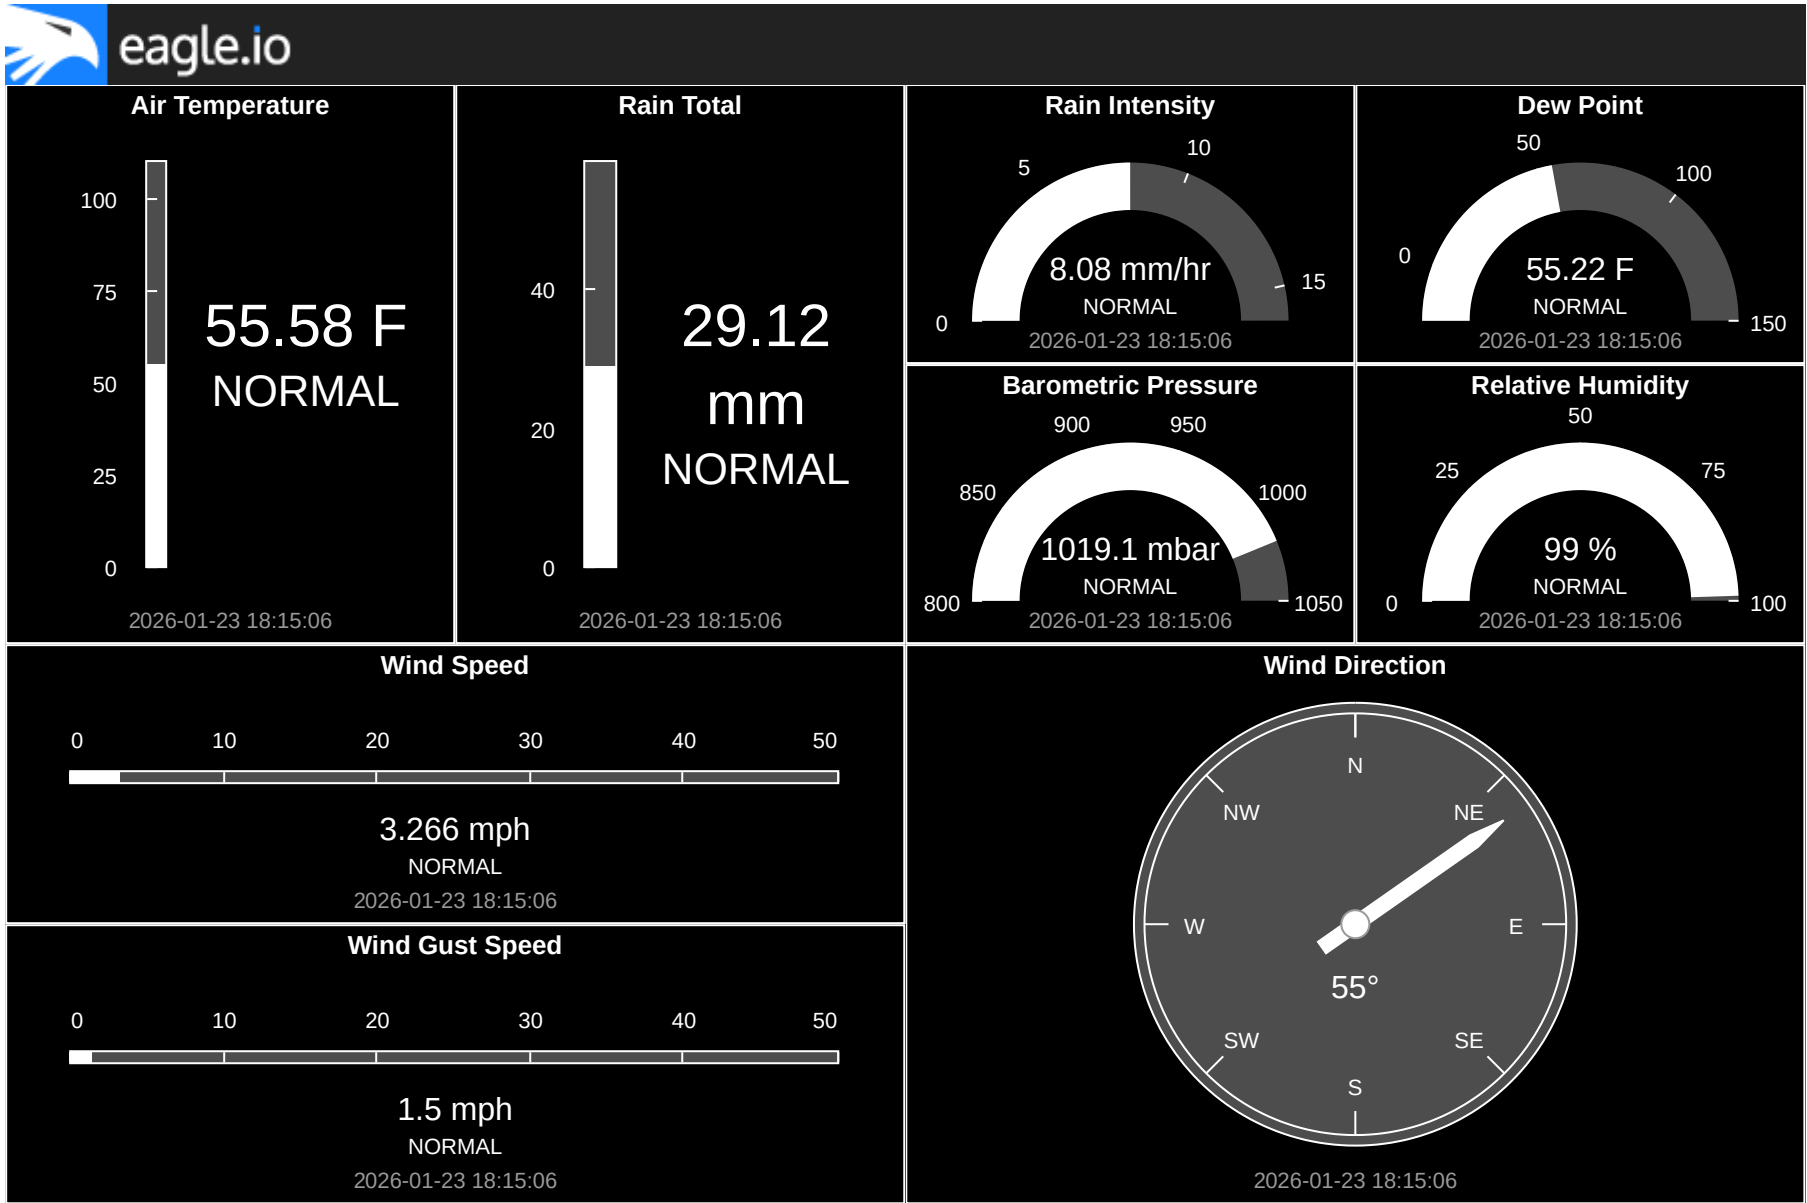 eagle.io
Air Temperature
100
75
50
25
0
55.58 F
NORMAL
2026-01-23 18:15:06
Rain Total
40
20
0
29.12
mm
NORMAL
2026-01-23 18:15:06
Rain Intensity
0
5
10
15
8.08 mm/hr
NORMAL
2026-01-23 18:15:06
Dew Point
0
50
100
150
55.22 F
NORMAL
2026-01-23 18:15:06
Barometric Pressure
800
850
900
950
1000
1050
1019.1 mbar
NORMAL
2026-01-23 18:15:06
Relative Humidity
0
25
50
75
100
99 %
NORMAL
2026-01-23 18:15:06
Wind Speed
0 10 20 30 40 50
3.266 mph
NORMAL
2026-01-23 18:15:06
Wind Gust Speed
0 10 20 30 40 50
1.5 mph
NORMAL
2026-01-23 18:15:06
Wind Direction
N
NW NE
W E
55°
SW SE
S
2026-01-23 18:15:06